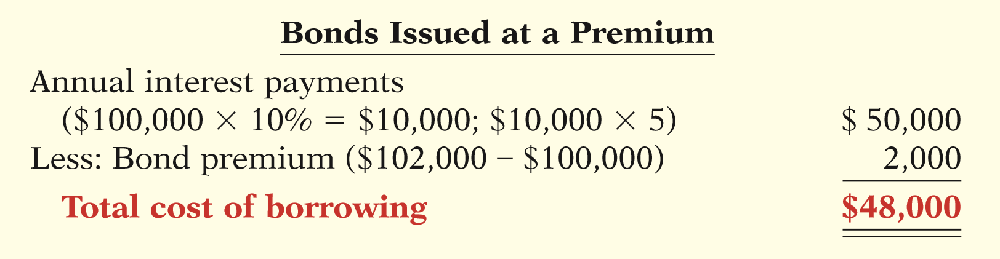 Bonds Issued at a Premium
Annual interest payments
($100,000 × 10% = $10,000; $10,000 × 5) $ 50,000
Less: Bond premium ($102,000 – $100,000) 2,000
Total cost of borrowing $48,000